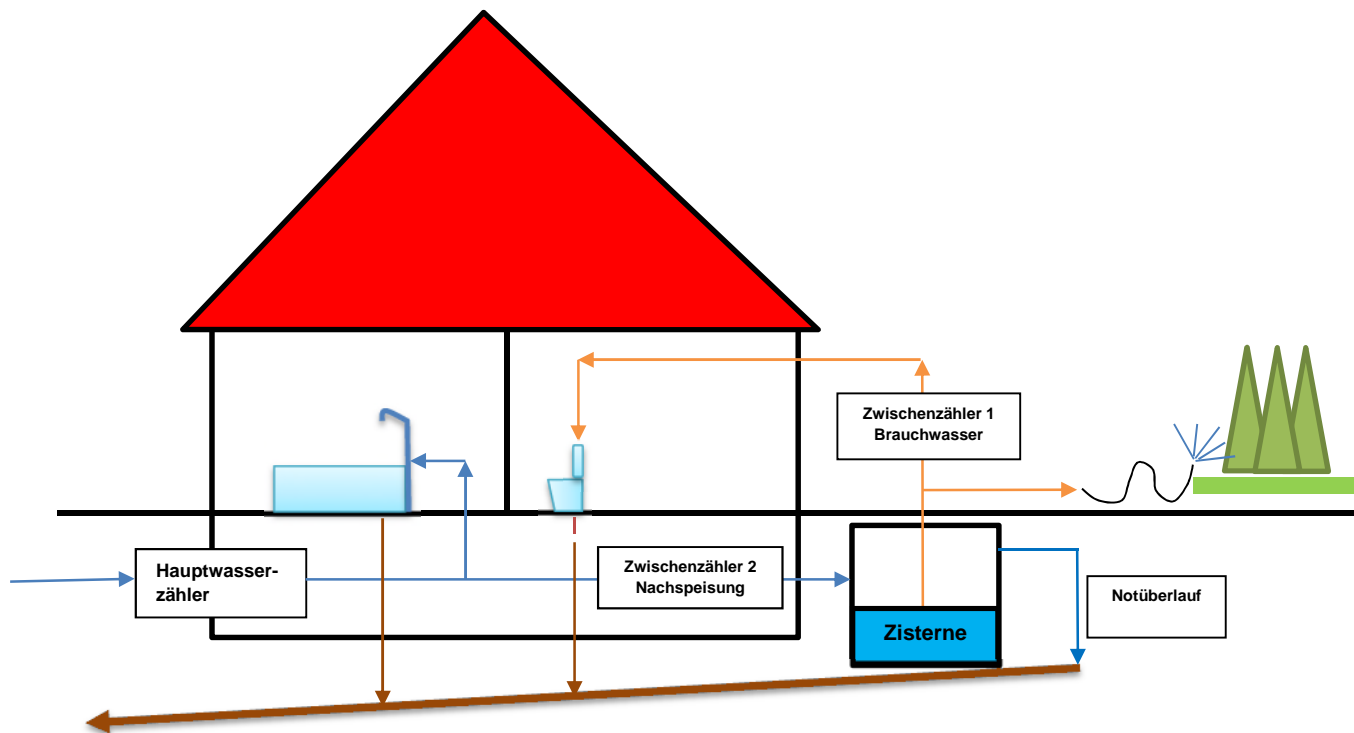 Zwischenzähler 1
Brauchwasser
Hauptwasser-
zähler
Zwischenzähler 2
Nachspeisung
Notüberlauf
Zisterne